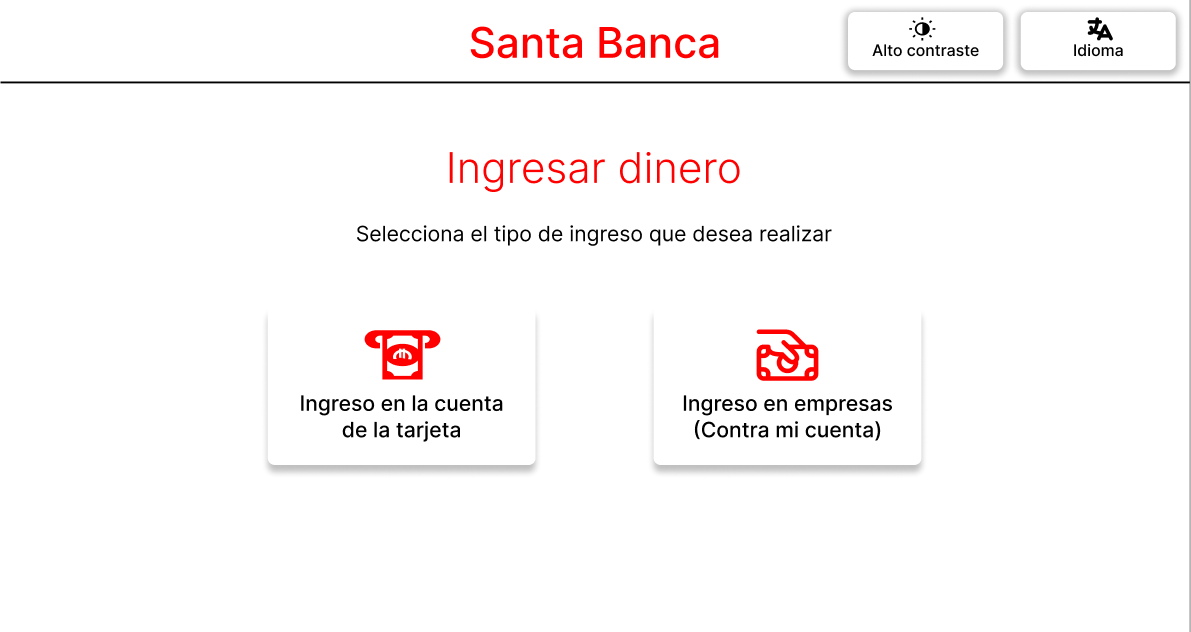 Santa Banca
Alto contraste
Idioma
Ingresar dinero
Selecciona el tipo de ingreso que desea realizar
Ingreso en la cuenta
de la tarjeta
Ingreso en empresas
(Contra mi cuenta)